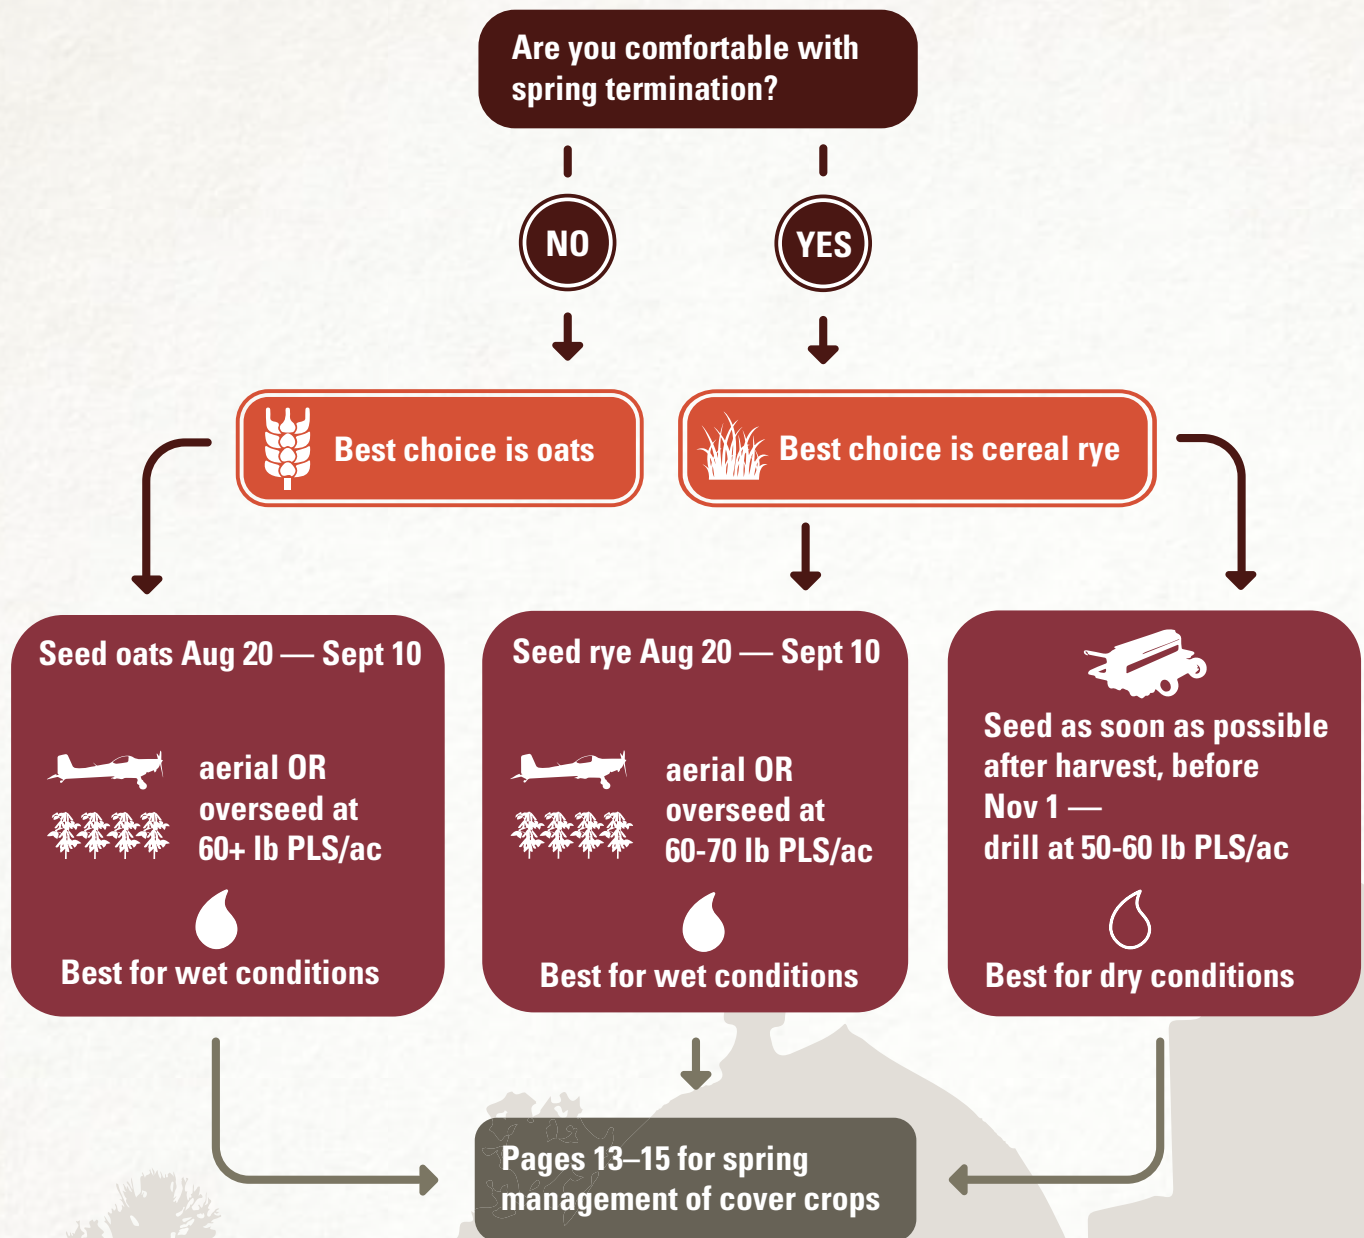 Are you comfortable with
spring termination?
NO
YES
Best choice is oats
Best choice is cereal rye
Seed oats Aug 20 — Sept 10
aerial OR
overseed at
60+ lb PLS/ac
Best for wet conditions
Seed rye Aug 20 — Sept 10
aerial OR
overseed at
60-70 lb PLS/ac
Best for wet conditions
Seed as soon as possible
after harvest, before
Nov 1 —
drill at 50-60 lb PLS/ac
Best for dry conditions
Pages 13–15 for spring
management of cover crops